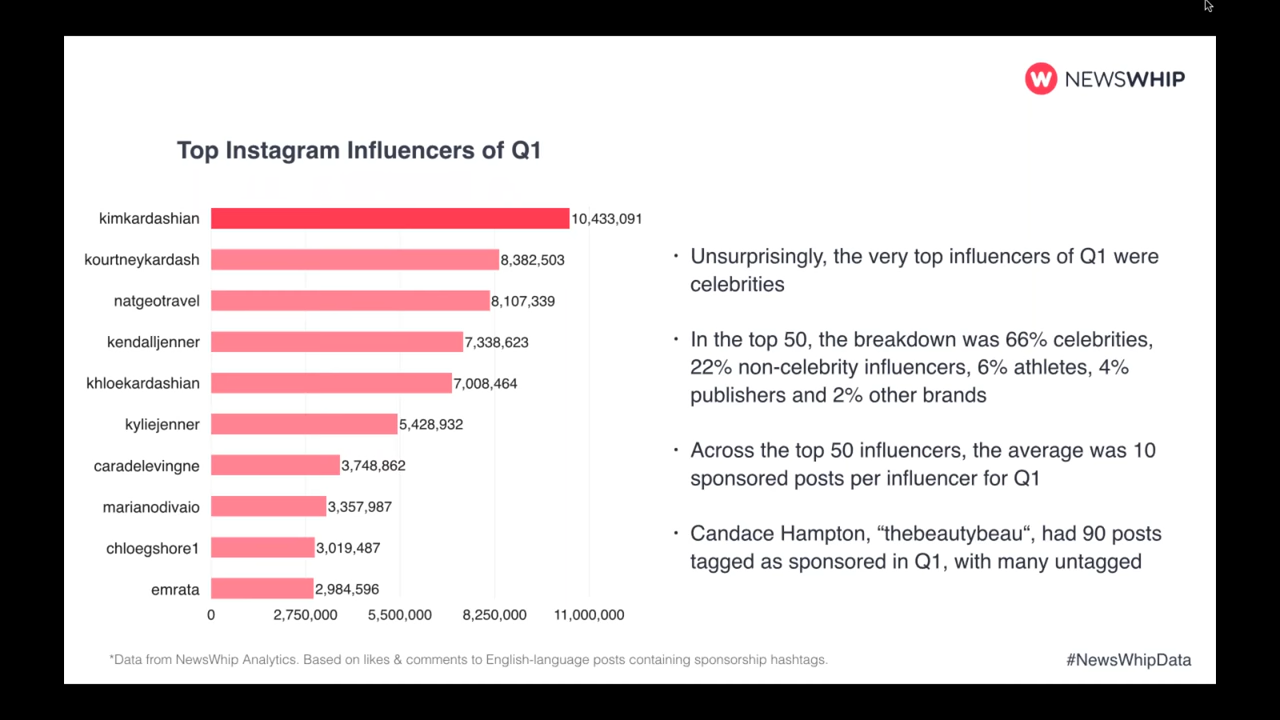 NEWSWHIP
Top Instagram Influencers of Q1
kimkardashian 10,433,091
kourtneykardash 8,382,503
natgeotravel 8,107,339
kendalljenner 7,338,623
khloekardashian 7,008,464
kyliejenner 5,428,932
caradelevingne 3,748,862
marianodivaio 3,357,987
chloegshore1 3,019,487
emrata 2,984,596
0 2,750,000 5,500,000 8,250,000 11,000,000
· Unsurprisingly, the very top influencers of Q1 were
celebrities
· In the top 50, the breakdown was 66% celebrities,
22% non-celebrity influencers, 6% athletes, 4%
publishers and 2% other brands
· Across the top 50 influencers, the average was 10
sponsored posts per influencer for Q1
· Candace Hampton, “thebeautybeau“, had 90 posts
tagged as sponsored in Q1, with many untagged
*Data from NewsWhip Analytics. Based on likes & comments to English-language posts containing sponsorship hashtags.
#NewsWhipData